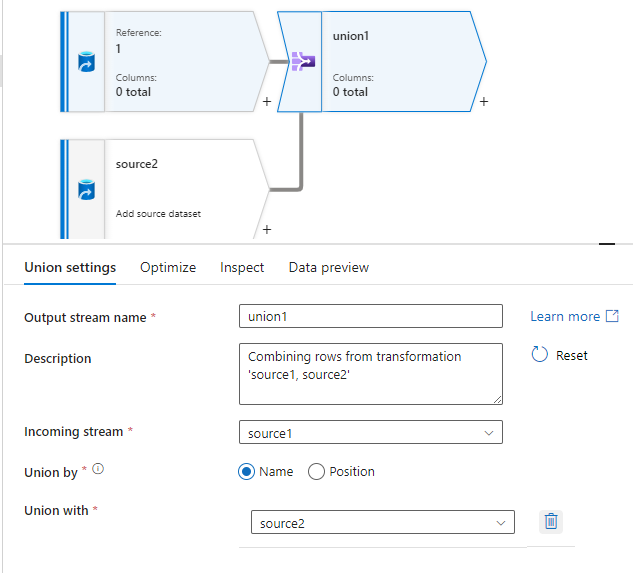 Reference:
1
Columns:
0 total
+
union1
Columns:
0 total
+
source2
Add source dataset
+
Union settings Optimize Inspect Data preview
Output stream name * union1 Learn more
Description Combining rows from transformation
'source1, source2'
Reset
Incoming stream * source1
Union by * Name Position
Union with * source2